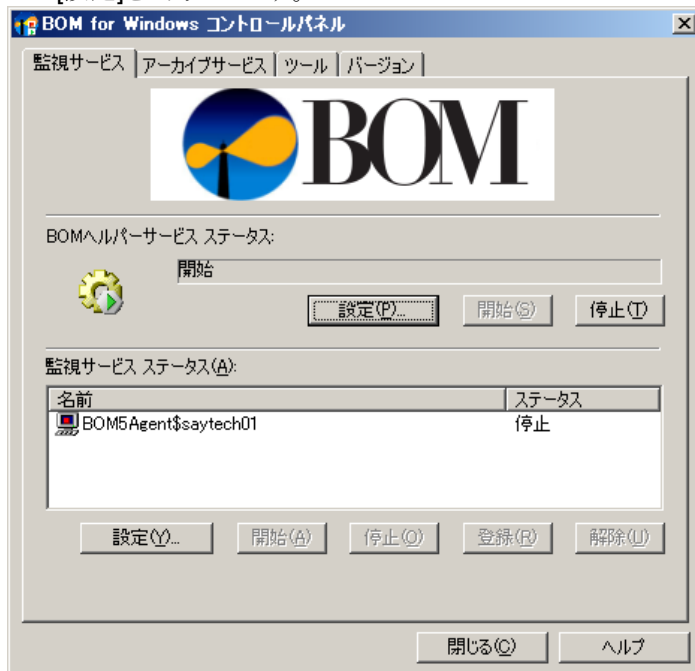 BOM for Windows コントロールパネル
監視サービス アーカイブサービス ツール バージョン
BOM
BOMヘルパーサービス ステータス:
開始
設定(P)... 開始(S) 停止(T)
監視サービス ステータス(A):
名前 ステータス
BOM5Agent$saytech01 停止
設定(Y)... 開始(A) 停止(O) 登録(R) 解除(U)
閉じる(C) ヘルプ